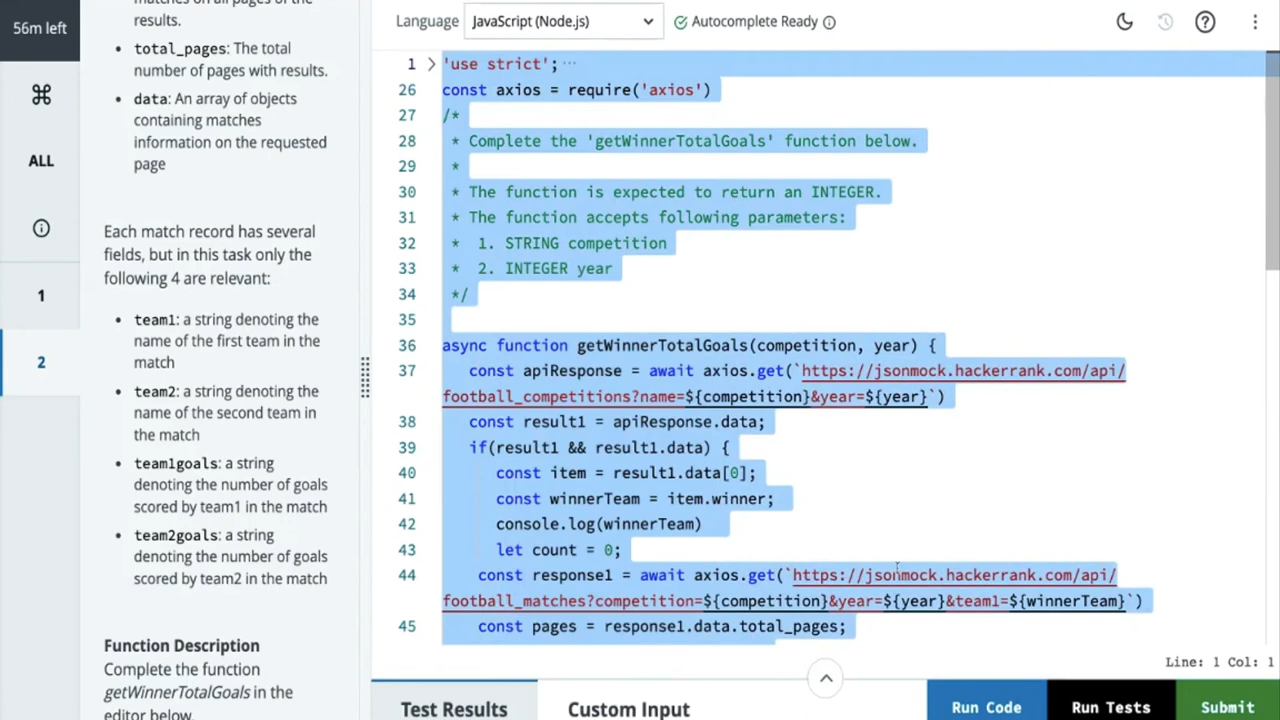 56m left
ALL
1
2
matches on all pages of the
results.
total_pages: The total
number of pages with results.
data: An array of objects
containing matches
information on the requested
page
Each match record has several
fields, but in this task only the
following 4 are relevant:
team1: a string denoting the
name of the first team in the
match
team2: a string denoting the
name of the second team in
the match
team1goals: a string
denoting the number of goals
scored by team1 in the match
team2goals: a string
denoting the number of goals
scored by team2 in the match
Function Description
Complete the function
getWinnerTotalGoals in the
editor below.
Language JavaScript (Node.js) Autocomplete Ready
1 'use strict'; ...
26 const axios = require('axios')
27 /*
28  * Complete the 'getWinnerTotalGoals' function below.
29  *
30  * The function is expected to return an INTEGER.
31  * The function accepts following parameters:
32  *  1. STRING competition
33  *  2. INTEGER year
34  */
35
36 async function getWinnerTotalGoals(competition, year) {
37 const apiResponse = await axios.get(`https://jsonmock.hackerrank.com/api/
football_competitions?name=${competition}&year=${year}`)
38 const result1 = apiResponse.data;
39 if(result1 && result1.data) {
40 const item = result1.data[0];
41 const winnerTeam = item.winner;
42 console.log(winnerTeam)
43 let count = 0;
44 const response1 = await axios.get(`https://jsonmock.hackerrank.com/api/
football_matches?competition=${competition}&year=${year}&team1=${winnerTeam}`)
45 const pages = response1.data.total_pages;
Line: 1 Col: 1
Test Results Custom Input Run Code Run Tests Submit